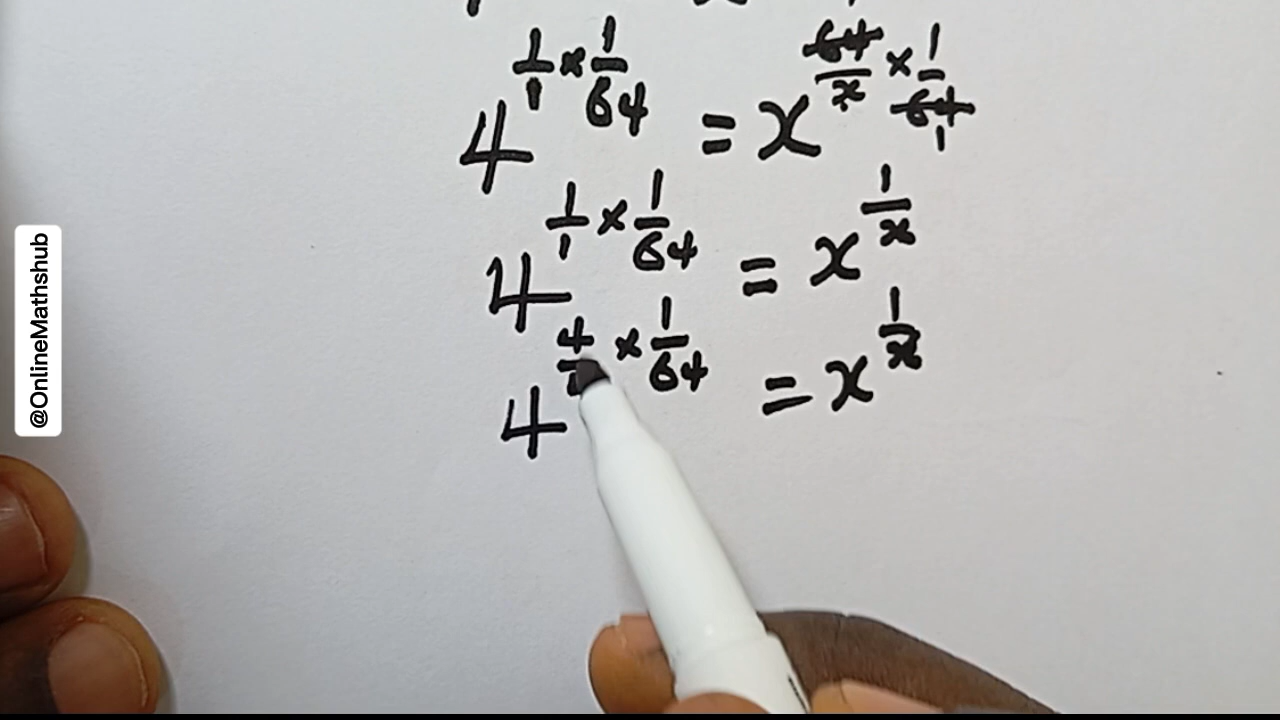 4^{1/1 × 1/64} = x^{64/x × 1/64}
1
4^{1/1 × 1/64} = x^{1/x}
4^{4/ × 1/64} = x^{1/x}
@OnlineMathshub